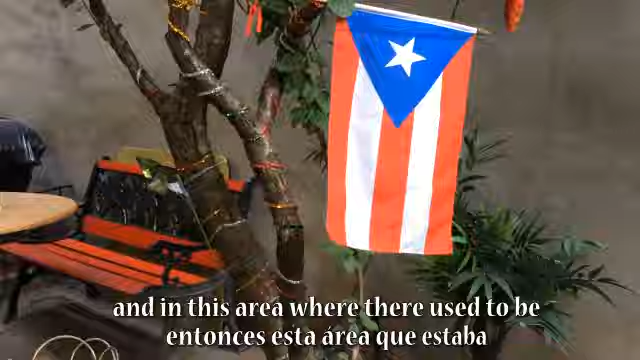 and in this area where there used to be
entonces esta área que estaba